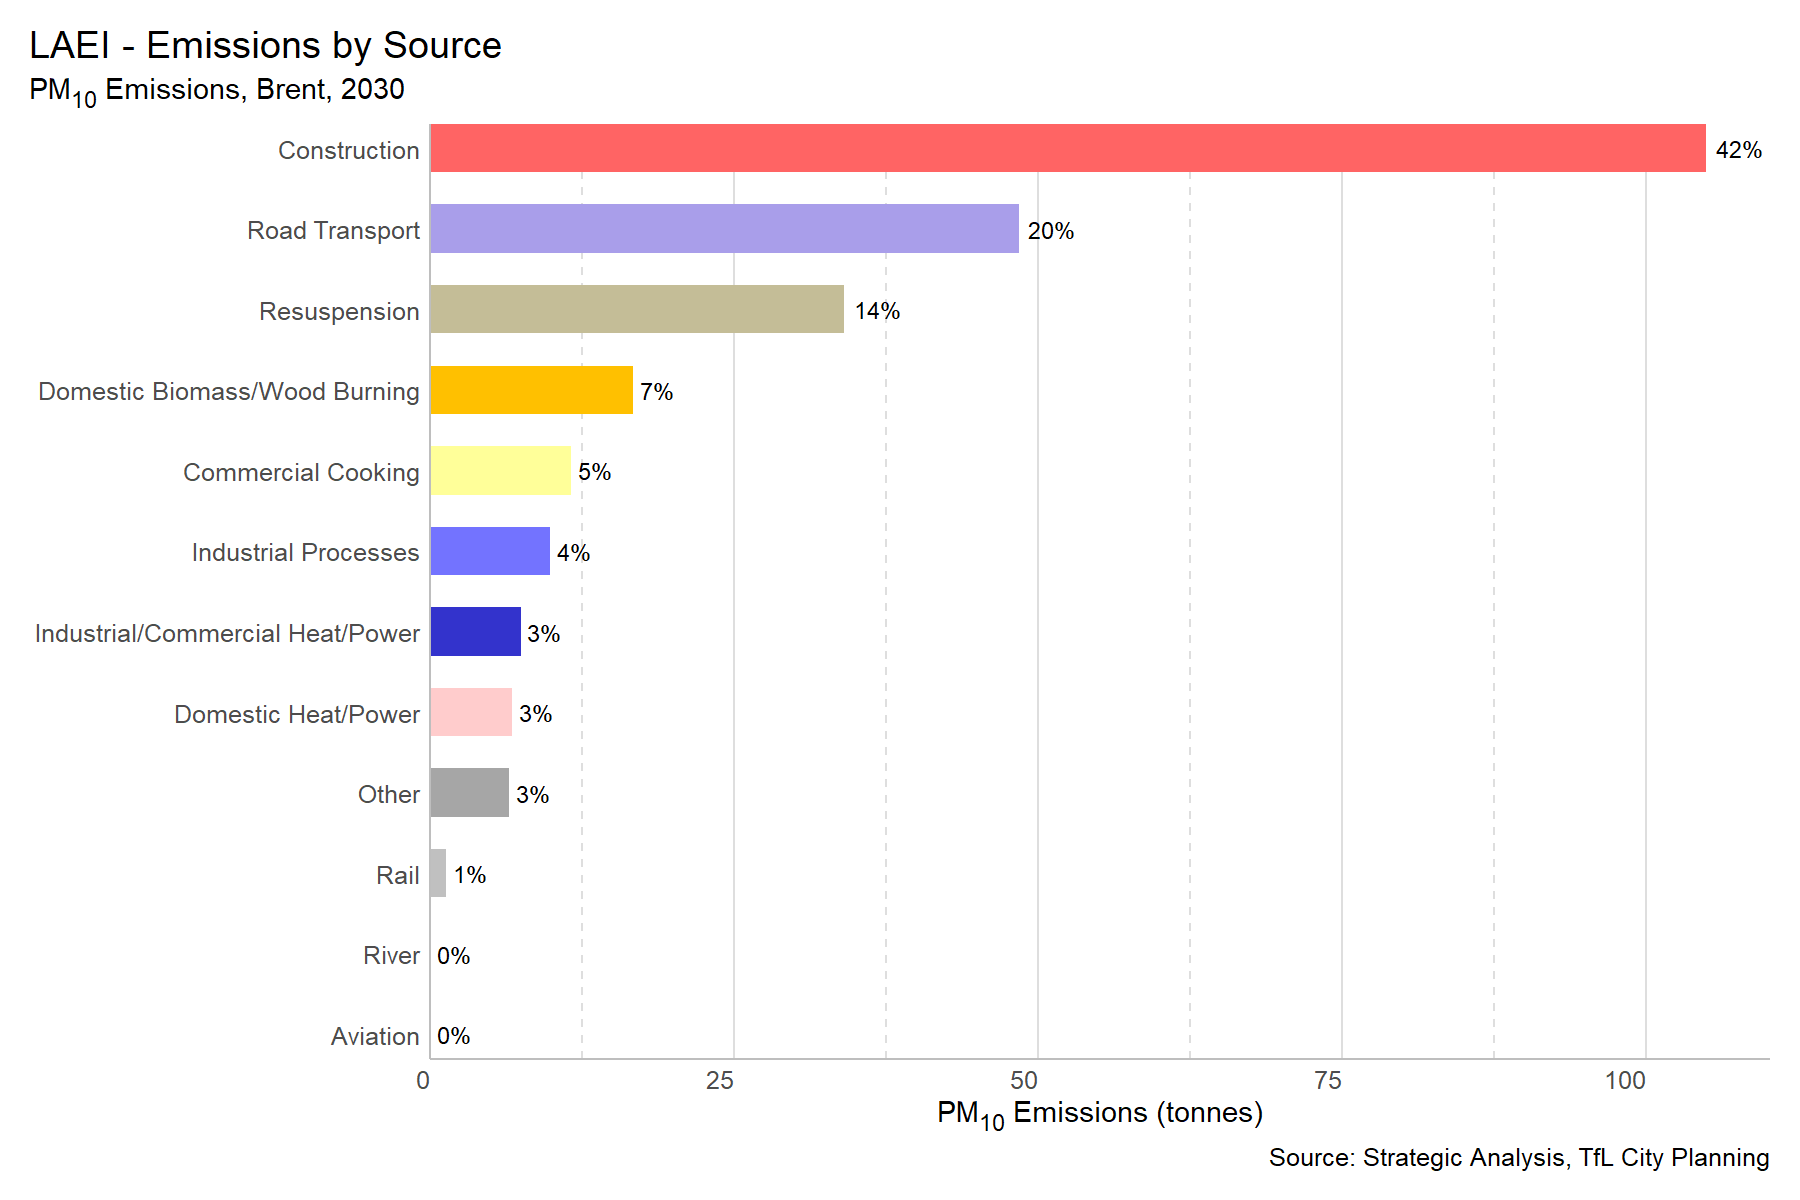 LAEI - Emissions by Source
PM10 Emissions, Brent, 2030
Construction 42%
Road Transport 20%
Resuspension 14%
Domestic Biomass/Wood Burning 7%
Commercial Cooking 5%
Industrial Processes 4%
Industrial/Commercial Heat/Power 3%
Domestic Heat/Power 3%
Other 3%
Rail 1%
River 0%
Aviation 0%
0 25 50 75 100
PM10 Emissions (tonnes)
Source: Strategic Analysis, TfL City Planning